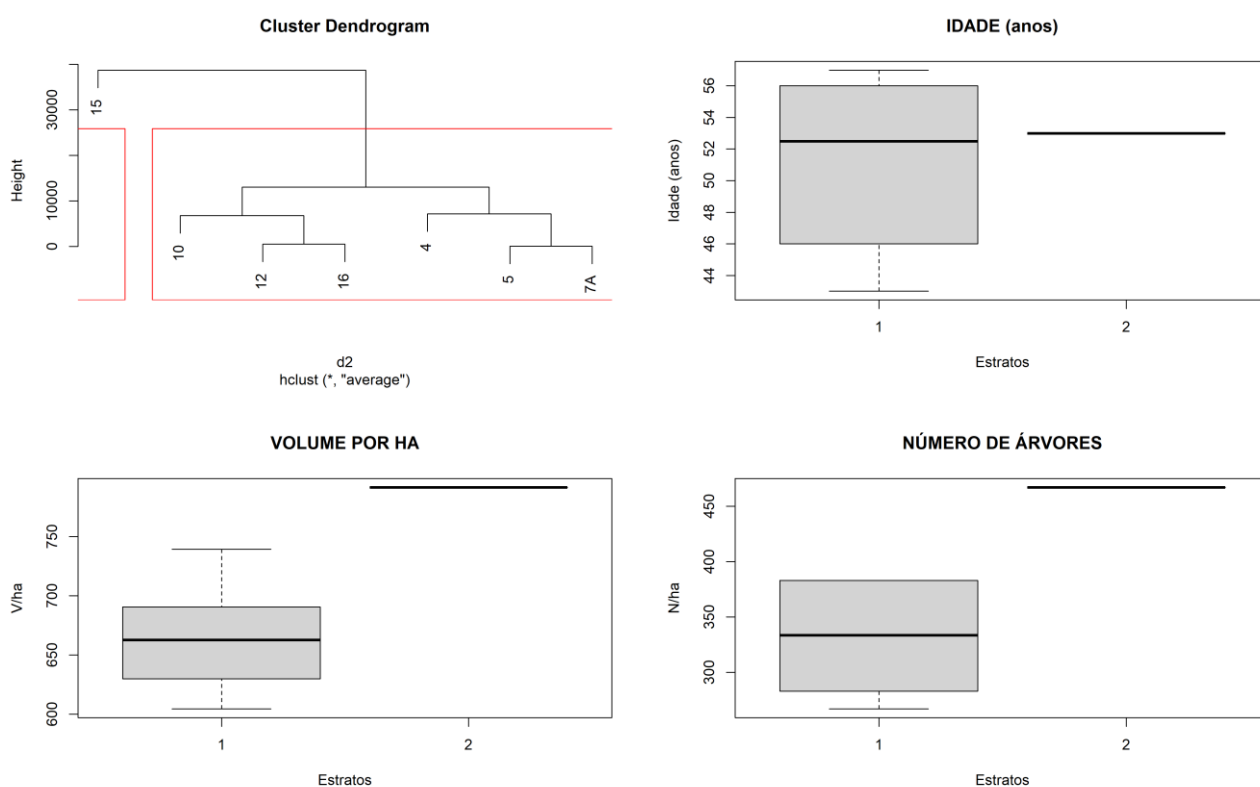 Cluster Dendrogram
Height
0
10000
30000
15
10
12
16
4
5
7A
d2
hclust (*, "average")
IDADE (anos)
Idade (anos)
44
46
48
50
52
54
56
1
2
Estratos
VOLUME POR HA
V/ha
600
650
700
750
1
2
Estratos
NÚMERO DE ÁRVORES
N/ha
300
350
400
450
1
2
Estratos